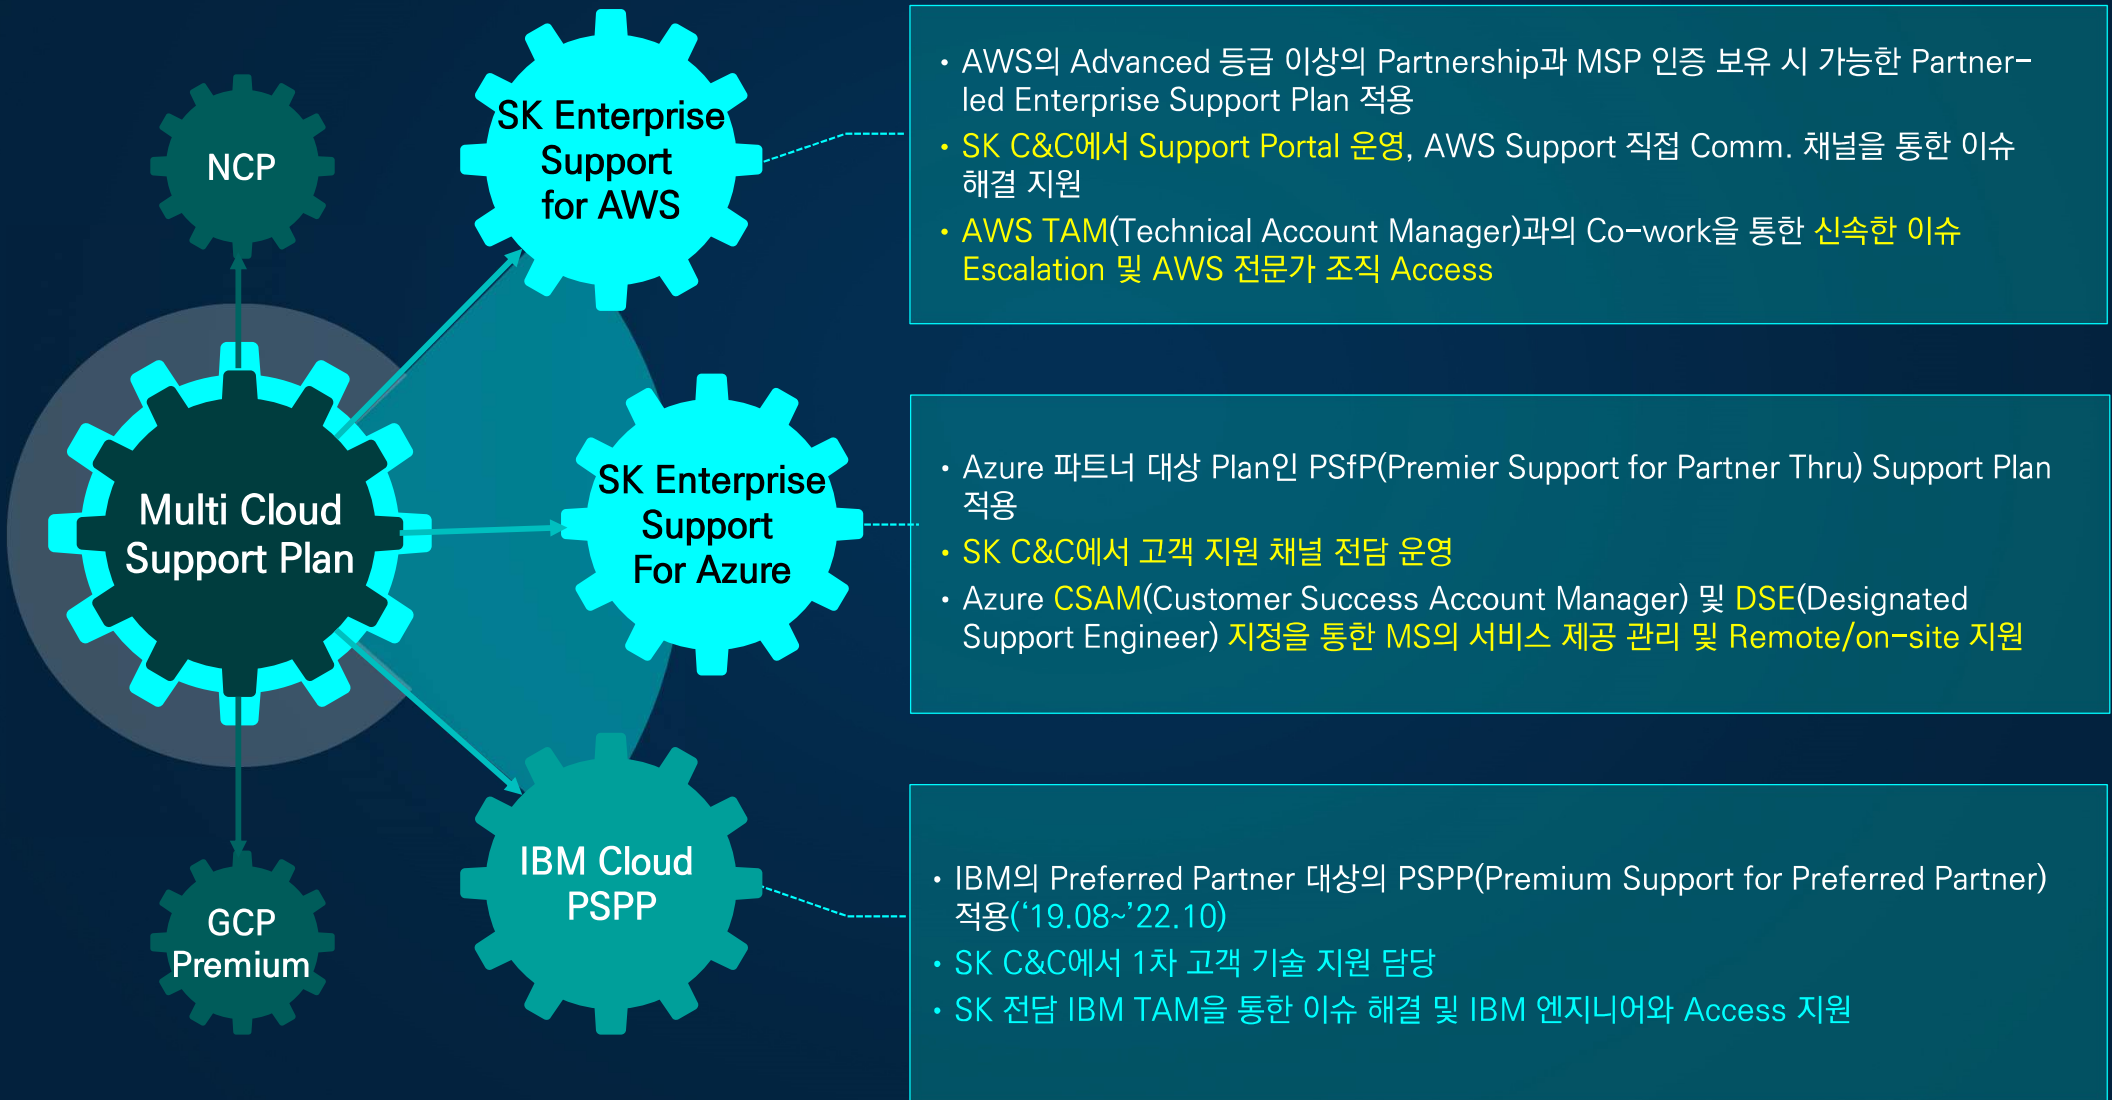 NCP
SK Enterprise
Support
for AWS
• AWS의 Advanced 등급 이상의 Partnership과 MSP 인증 보유 시 가능한 Partner-
led Enterprise Support Plan 적용
• SK C&C에서 Support Portal 운영, AWS Support 직접 Comm. 채널을 통한 이슈
해결 지원
• AWS TAM(Technical Account Manager)과의 Co-work을 통한 신속한 이슈
Escalation 및 AWS 전문가 조직 Access
Multi Cloud
Support Plan
SK Enterprise
Support
For Azure
• Azure 파트너 대상 Plan인 PSfP(Premier Support for Partner Thru) Support Plan
적용
• SK C&C에서 고객 지원 채널 전담 운영
• Azure CSAM(Customer Success Account Manager) 및 DSE(Designated
Support Engineer) 지정을 통한 MS의 서비스 제공 관리 및 Remote/on-site 지원
IBM Cloud
PSPP
• IBM의 Preferred Partner 대상의 PSPP(Premium Support for Preferred Partner)
적용(‘19.08~’22.10)
• SK C&C에서 1차 고객 기술 지원 담당
• SK 전담 IBM TAM을 통한 이슈 해결 및 IBM 엔지니어와 Access 지원
GCP
Premium